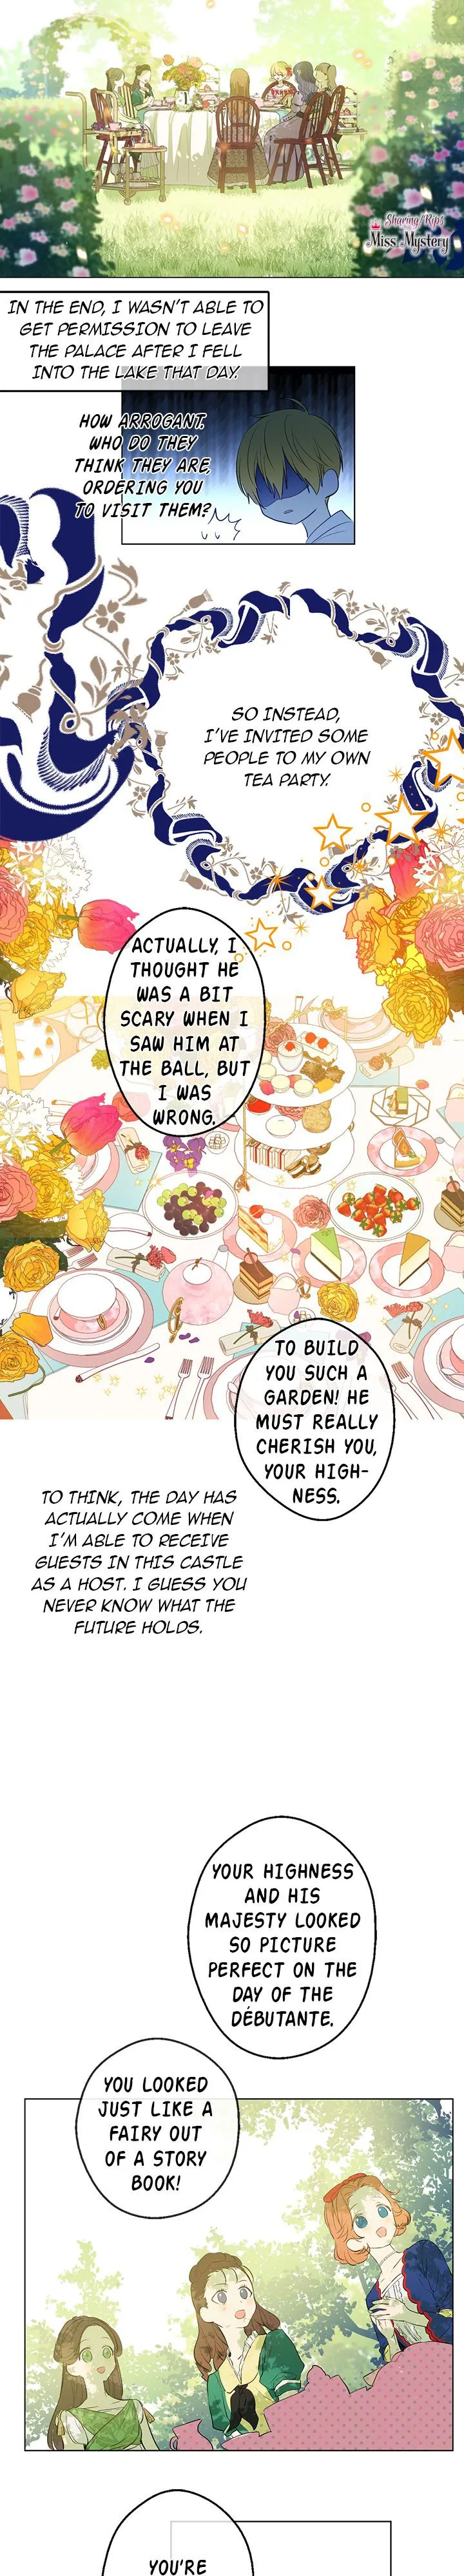 Sharing/Rips
Miss Mystery
IN THE END, I WASN'T ABLE TO
GET PERMISSION TO LEAVE
THE PALACE AFTER I FELL
INTO THE LAKE THAT DAY.
HOW ARROGANT.
WHO DO THEY
THINK THEY ARE,
ORDERING YOU
TO VISIT THEM?
SO INSTEAD,
I'VE INVITED SOME
PEOPLE TO MY OWN
TEA PARTY.
ACTUALLY, I
THOUGHT HE
WAS A BIT
SCARY WHEN I
SAW HIM AT
THE BALL, BUT
I WAS
WRONG.
TO BUILD
YOU SUCH A
GARDEN! HE
MUST REALLY
CHERISH YOU,
YOUR HIGH-
NESS.
TO THINK, THE DAY HAS
ACTUALLY COME WHEN
I'M ABLE TO RECEIVE
GUESTS IN THIS CASTLE
AS A HOST. I GUESS YOU
NEVER KNOW WHAT THE
FUTURE HOLDS.
YOUR HIGHNESS
AND HIS
MAJESTY LOOKED
SO PICTURE
PERFECT ON THE
DAY OF THE
DÉBUTANTE.
YOU LOOKED
JUST LIKE A
FAIRY OUT
OF A STORY
BOOK!
YOU'RE